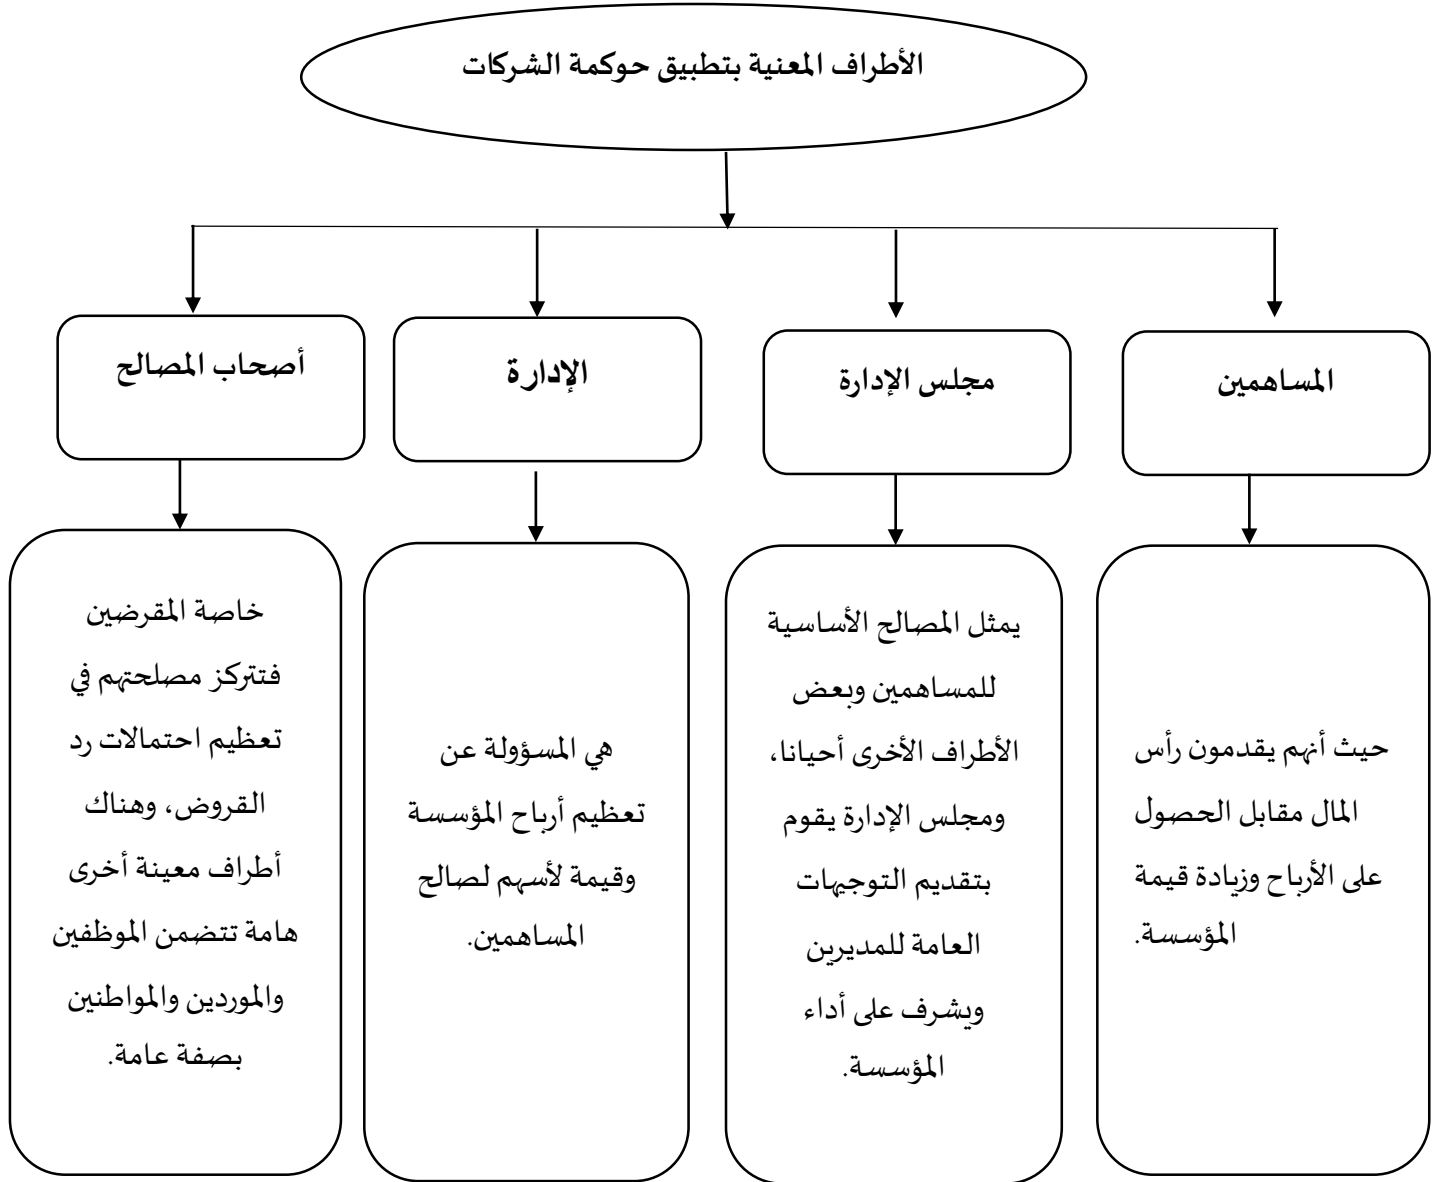 الأطراف المعنية بتطبيق حوكمة الشركات
المساهمين
مجلس الإدارة
الإدارة
أصحاب المصالح
حيث أنهم يقدمون رأس
المال مقابل الحصول
على الأرباح وزيادة قيمة
المؤسسة.
يمثل المصالح الأساسية
للمساهمين وبعض
الأطراف الأخرى أحيانا،
ومجلس الإدارة يقوم
بتقديم التوجيهات
العامة للمديرين
ويشرف على أداء
المؤسسة.
هي المسؤولة عن
تعظيم أرباح المؤسسة
وقيمة لأسهم لصالح
المساهمين.
خاصة المقرضين
فتتركز مصلحتهم في
تعظيم احتمالات رد
القروض، وهناك
أطراف معينة أخرى
هامة تتضمن الموظفين
والموردين والمواطنين
بصفة عامة.